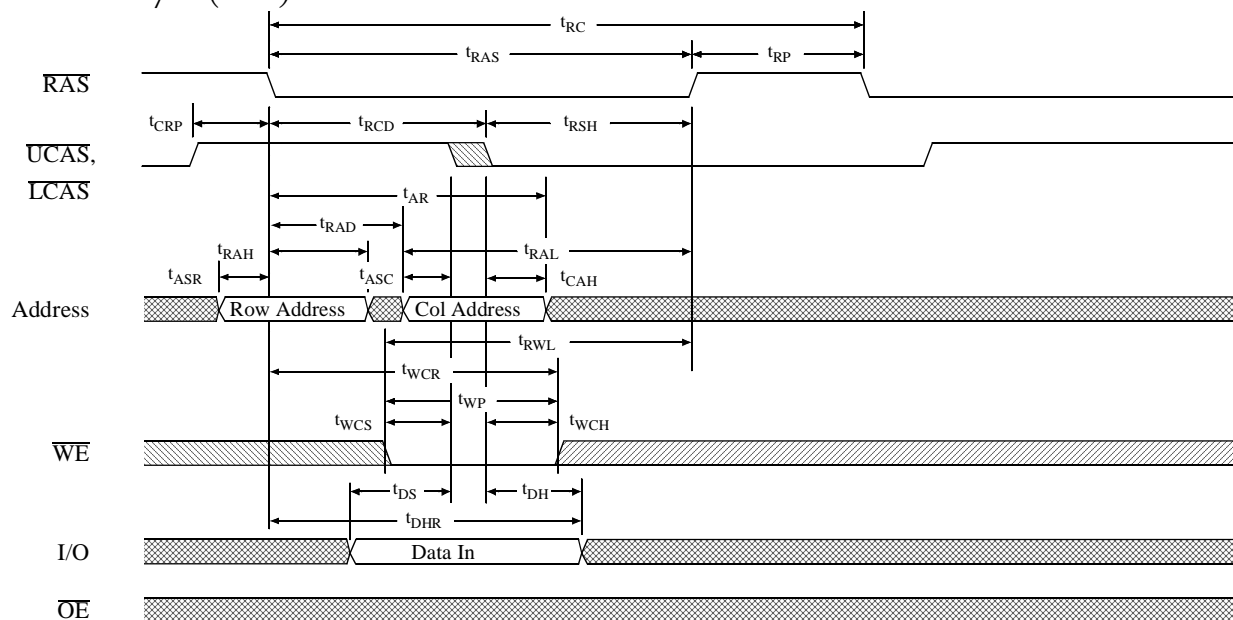 tRC
tRAS tRP
RAS
tCRP tRCD tRSH
UCAS,
LCAS
tAR
tRAD
tRAH tRAL
tASR tASC tCAH
Address Row Address Col Address
tRWL
tWCR
tWP
tWCS tWCH
WE
tDS tDH
tDHR
I/O Data In
OE